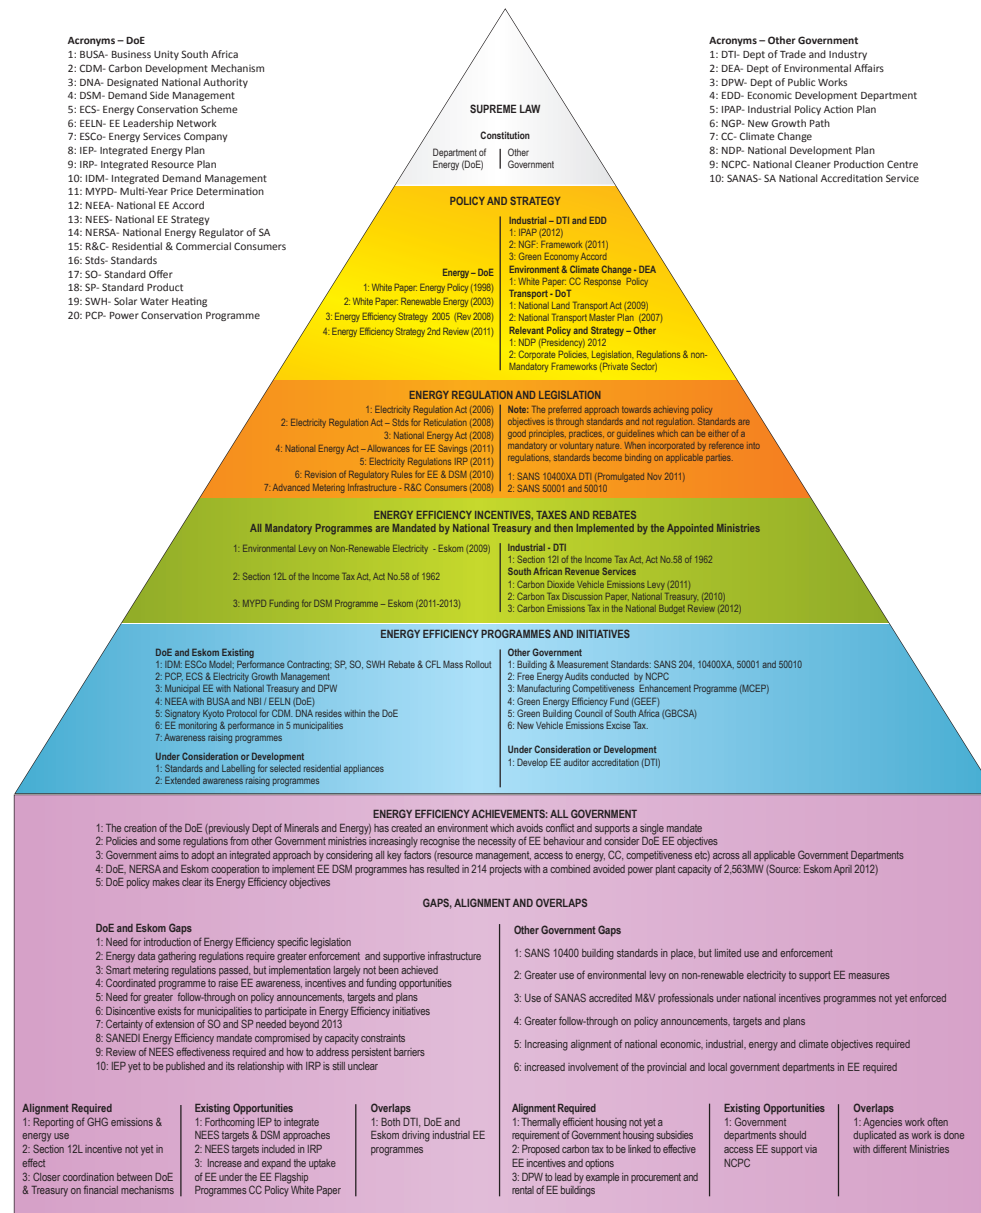 Acronyms – DoE
1: BUSA- Business Unity South Africa
2: CDM- Carbon Development Mechanism
3: DNA- Designated National Authority
4: DSM- Demand Side Management
5: ECS- Energy Conservation Scheme
6: EELN- EE Leadership Network
7: ESCo- Energy Services Company
8: IEP- Integrated Energy Plan
9: IRP- Integrated Resource Plan
10: IDM- Integrated Demand Management
11: MYPD- Multi-Year Price Determination
12: NEEA- National EE Accord
13: NEES- National EE Strategy
14: NERSA- National Energy Regulator of SA
15: R&C- Residential & Commercial Consumers
16: Stds- Standards
17: SO- Standard Offer
18: SP- Standard Product
19: SWH- Solar Water Heating
20: PCP- Power Conservation Programme
Acronyms – Other Government
1: DTI- Dept of Trade and Industry
2: DEA- Dept of Environmental Affairs
3: DPW- Dept of Public Works
4: EDD- Economic Development Department
5: IPAP- Industrial Policy Action Plan
6: NGP- New Growth Path
7: CC- Climate Change
8: NDP- National Development Plan
9: NCPC- National Cleaner Production Centre
10: SANAS- SA National Accreditation Service
SUPREME LAW
Constitution
Department of
Energy (DoE)
Other
Government
POLICY AND STRATEGY
Energy – DoE
1: White Paper: Energy Policy (1998)
2: White Paper: Renewable Energy (2003)
3: Energy Efficiency Strategy 2005 (Rev 2008)
4: Energy Efficiency Strategy 2nd Review (2011)
Industrial – DTI and EDD
1: IPAP (2012)
2: NGF: Framework (2011)
3: Green Economy Accord
Environment & Climate Change - DEA
1: White Paper: CC Response Policy
Transport - DoT
1: National Land Transport Act (2009)
2: National Transport Master Plan (2007)
Relevant Policy and Strategy – Other
1: NDP (Presidency) 2012
2: Corporate Policies, Legislation, Regulations & non-
Mandatory Frameworks (Private Sector)
ENERGY REGULATION AND LEGISLATION
1: Electricity Regulation Act (2006)
2: Electricity Regulation Act – Stds for Reticulation (2008)
3: National Energy Act (2008)
4: National Energy Act – Allowances for EE Savings (2011)
5: Electricity Regulations IRP (2011)
6: Revision of Regulatory Rules for EE & DSM (2010)
7: Advanced Metering Infrastructure - R&C Consumers (2008)
Note: The preferred approach towards achieving policy
objectives is through standards and not regulation. Standards are
good principles, practices, or guidelines which can be either of a
mandatory or voluntary nature. When incorporated by reference into
regulations, standards become binding on applicable parties.
1: SANS 10400XA DTI (Promulgated Nov 2011)
2: SANS 50001 and 50010
ENERGY EFFICIENCY INCENTIVES, TAXES AND REBATES
All Mandatory Programmes are Mandated by National Treasury and then Implemented by the Appointed Ministries
1: Environmental Levy on Non-Renewable Electricity - Eskom (2009)
2: Section 12L of the Income Tax Act, Act No.58 of 1962
3: MYPD Funding for DSM Programme – Eskom (2011-2013)
Industrial - DTI
1: Section 12I of the Income Tax Act, Act No.58 of 1962
South African Revenue Services
1: Carbon Dioxide Vehicle Emissions Levy (2011)
2: Carbon Tax Discussion Paper, National Treasury, (2010)
3: Carbon Emissions Tax in the National Budget Review (2012)
ENERGY EFFICIENCY PROGRAMMES AND INITIATIVES
DoE and Eskom Existing
1: IDM: ESCo Model; Performance Contracting; SP, SO, SWH Rebate & CFL Mass Rollout
2: PCP, ECS & Electricity Growth Management
3: Municipal EE with National Treasury and DPW
4: NEEA with BUSA and NBI / EELN (DoE)
5: Signatory Kyoto Protocol for CDM. DNA resides within the DoE
6: EE monitoring & performance in 5 municipalities
7: Awareness raising programmes
Under Consideration or Development
1: Standards and Labelling for selected residential appliances
2: Extended awareness raising programmes
Other Government
1: Building & Measurement Standards: SANS 204, 10400XA, 50001 and 50010
2: Free Energy Audits conducted by NCPC
3: Manufacturing Competitiveness Enhancement Programme (MCEP)
4: Green Energy Efficiency Fund (GEEF)
5: Green Building Council of South Africa (GBCSA)
6: New Vehicle Emissions Excise Tax.
Under Consideration or Development
1: Develop EE auditor accreditation (DTI)
ENERGY EFFICIENCY ACHIEVEMENTS: ALL GOVERNMENT
1: The creation of the DoE (previously Dept of Minerals and Energy) has created an environment which avoids conflict and supports a single mandate
2: Policies and some regulations from other Government ministries increasingly recognise the necessity of EE behaviour and consider DoE EE objectives
3: Government aims to adopt an integrated approach by considering all key factors (resource management, access to energy, CC, competitiveness etc) across all applicable Government Departments
4: DoE, NERSA and Eskom cooperation to implement EE DSM programmes has resulted in 214 projects with a combined avoided power plant capacity of 2,563MW (Source: Eskom April 2012)
5: DoE policy makes clear its Energy Efficiency objectives
GAPS, ALIGNMENT AND OVERLAPS
DoE and Eskom Gaps
1: Need for introduction of Energy Efficiency specific legislation
2: Energy data gathering regulations require greater enforcement and supportive infrastructure
3: Smart metering regulations passed, but implementation largely not been achieved
4: Coordinated programme to raise EE awareness, incentives and funding opportunities
5: Need for greater follow-through on policy announcements, targets and plans
6: Disincentive exists for municipalities to participate in Energy Efficiency initiatives
7: Certainty of extension of SO and SP needed beyond 2013
8: SANEDI Energy Efficiency mandate compromised by capacity constraints
9: Review of NEES effectiveness required and how to address persistent barriers
10: IEP yet to be published and its relationship with IRP is still unclear
Other Government Gaps
1: SANS 10400 building standards in place, but limited use and enforcement
2: Greater use of environmental levy on non-renewable electricity to support EE measures
3: Use of SANAS accredited M&V professionals under national incentives programmes not yet enforced
4: Greater follow-through on policy announcements, targets and plans
5: Increasing alignment of national economic, industrial, energy and climate objectives required
6: increased involvement of the provincial and local government departments in EE required
Alignment Required
1: Reporting of GHG emissions &
energy use
2: Section 12L incentive not yet in
effect
3: Closer coordination between DoE
& Treasury on financial mechanisms
Existing Opportunities
1: Forthcoming IEP to integrate
NEES targets & DSM approaches
2: NEES targets included in IRP
3: Increase and expand the uptake
of EE under the EE Flagship
Programmes CC Policy White Paper
Overlaps
1: Both DTI, DoE and
Eskom driving industrial EE
programmes
Alignment Required
1: Thermally efficient housing not yet a
requirement of Government housing subsidies
2: Proposed carbon tax to be linked to effective
EE incentives and options
3: DPW to lead by example in procurement and
rental of EE buildings
Existing Opportunities
1: Government
departments should
access EE support via
NCPC
Overlaps
1: Agencies work often
duplicated as work is done
with different Ministries